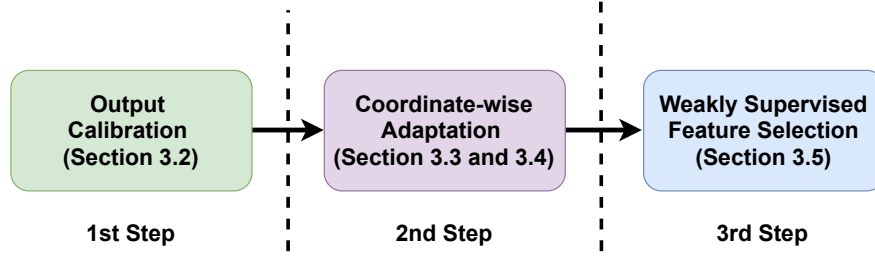 Output
Calibration
(Section 3.2)
1st Step
Coordinate-wise
Adaptation
(Section 3.3 and 3.4)
2nd Step
Weakly Supervised
Feature Selection
(Section 3.5)
3rd Step